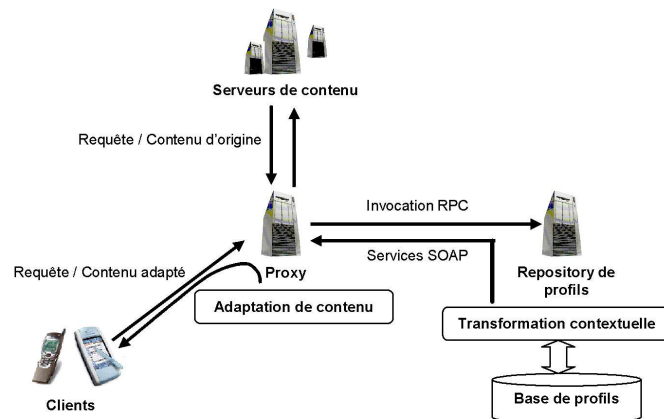 Serveurs de contenu
Requête / Contenu d'origine
Invocation RPC
Services SOAP
Requête / Contenu adapté
Proxy
Repository de
profils
Adaptation de contenu
Transformation contextuelle
Clients
Base de profils